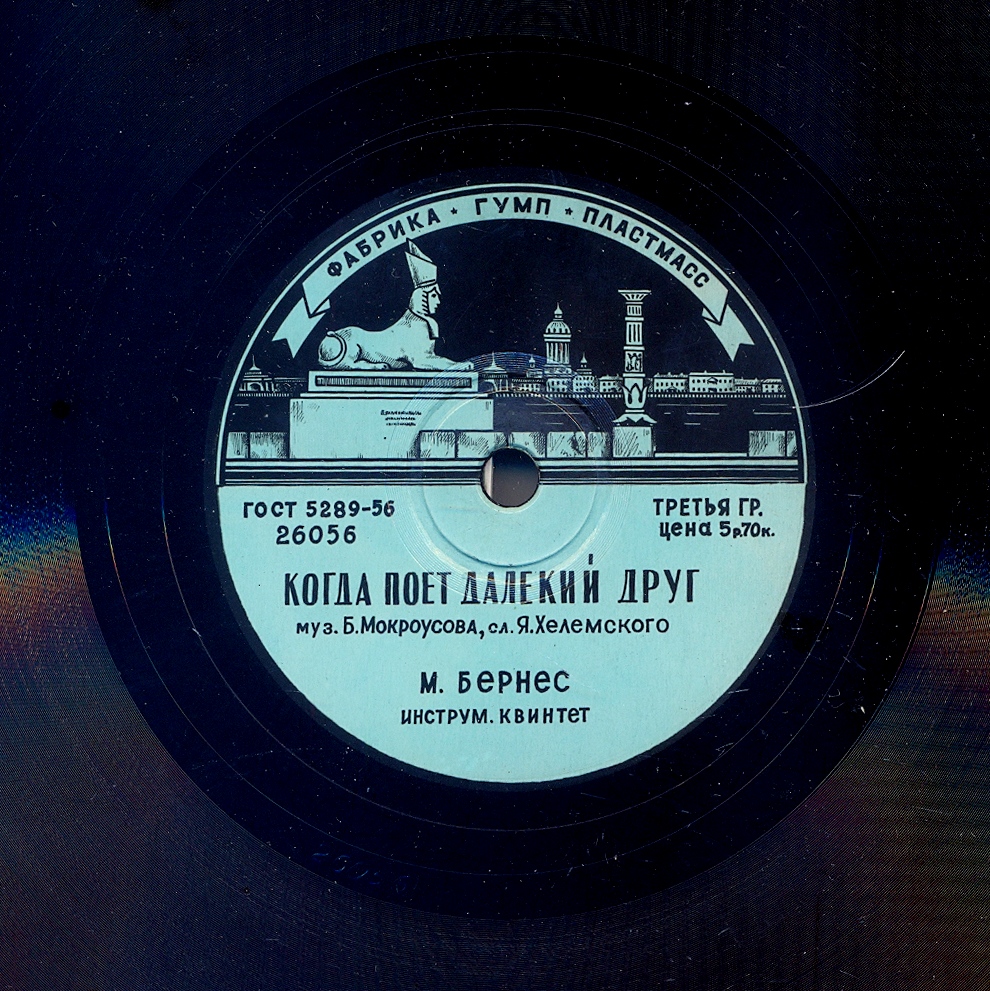 ФАБРИКА ★ ГУМП ★ ПЛАСТМАСС
ГОСТ 5289-56
26056
ТРЕТЬЯ ГР.
цена 5р.70к.
КОГДА ПОЕТ ДАЛЕКИЙ ДРУГ
муз. Б.Мокроусова, сл. Я.Хелемского
М. Бернес
инструм. квинтет